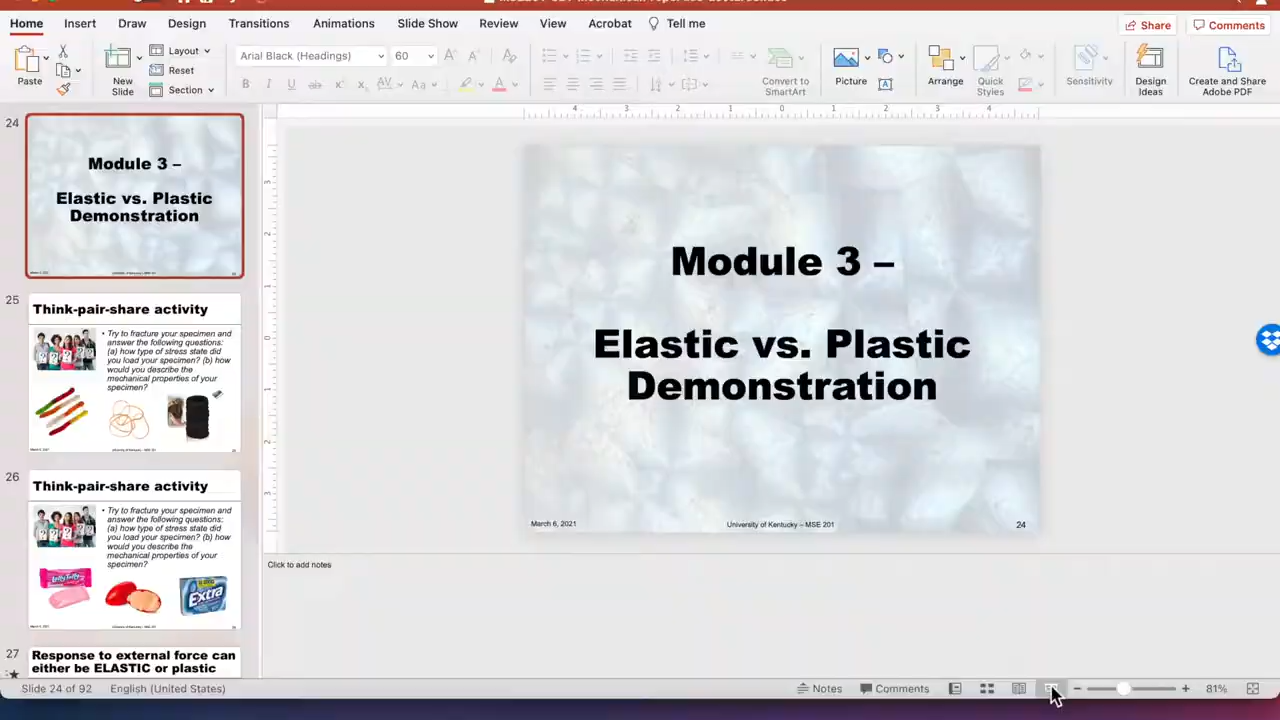 Home Insert Draw Design Transitions Animations Slide Show Review View Acrobat Tell me Share Comments
Paste New Slide Layout Reset Section Arial Black (Headings) 60 Convert to SmartArt Picture Arrange Quick Styles Sensitivity Design Ideas Create and Share Adobe PDF
24
Module 3 –
Elastic vs. Plastic
Demonstration
25
Think-pair-share activity
• Try to fracture your specimen and
answer the following questions:
(a) how type of stress state did
you load your specimen? (b) how
would you describe the
mechanical properties of your
specimen?
26
Think-pair-share activity
• Try to fracture your specimen and
answer the following questions:
(a) how type of stress state did
you load your specimen? (b) how
would you describe the
mechanical properties of your
specimen?
Extra
27
Response to external force can
either be ELASTIC or plastic
Module 3 –
Elastic vs. Plastic
Demonstration
March 6, 2021 University of Kentucky – MSE 201 24
Click to add notes
Slide 24 of 92 English (United States) Notes Comments 81%